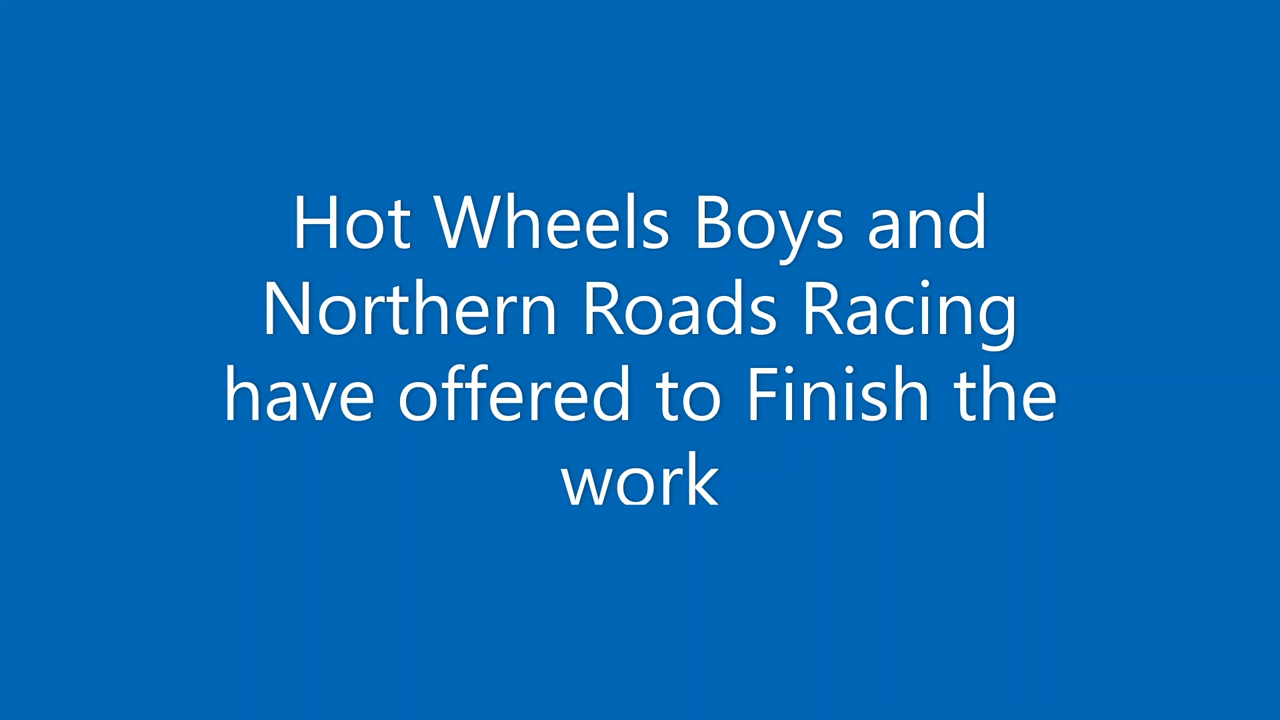 Hot Wheels Boys and
Northern Roads Racing
have offered to Finish the
work